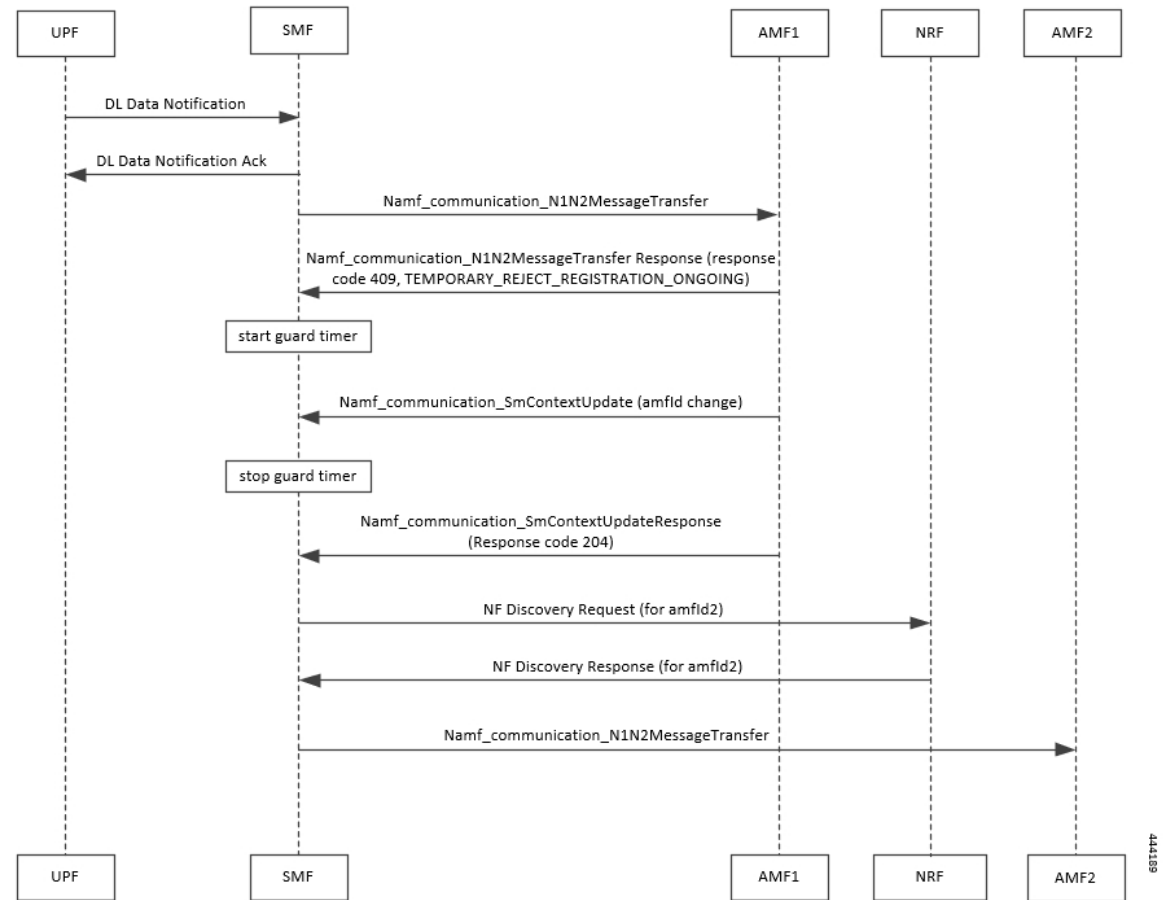 UPF
SMF
AMF1
NRF
AMF2
DL Data Notification
DL Data Notification Ack
Namf_communication_N1N2MessageTransfer
Namf_communication_N1N2MessageTransfer Response (response
code 409, TEMPORARY_REJECT_REGISTRATION_ONGOING)
start guard timer
Namf_communication_SmContextUpdate (amfId change)
stop guard timer
Namf_communication_SmContextUpdateResponse
(Response code 204)
NF Discovery Request (for amfId2)
NF Discovery Response (for amfId2)
Namf_communication_N1N2MessageTransfer
UPF
SMF
AMF1
NRF
AMF2
444189